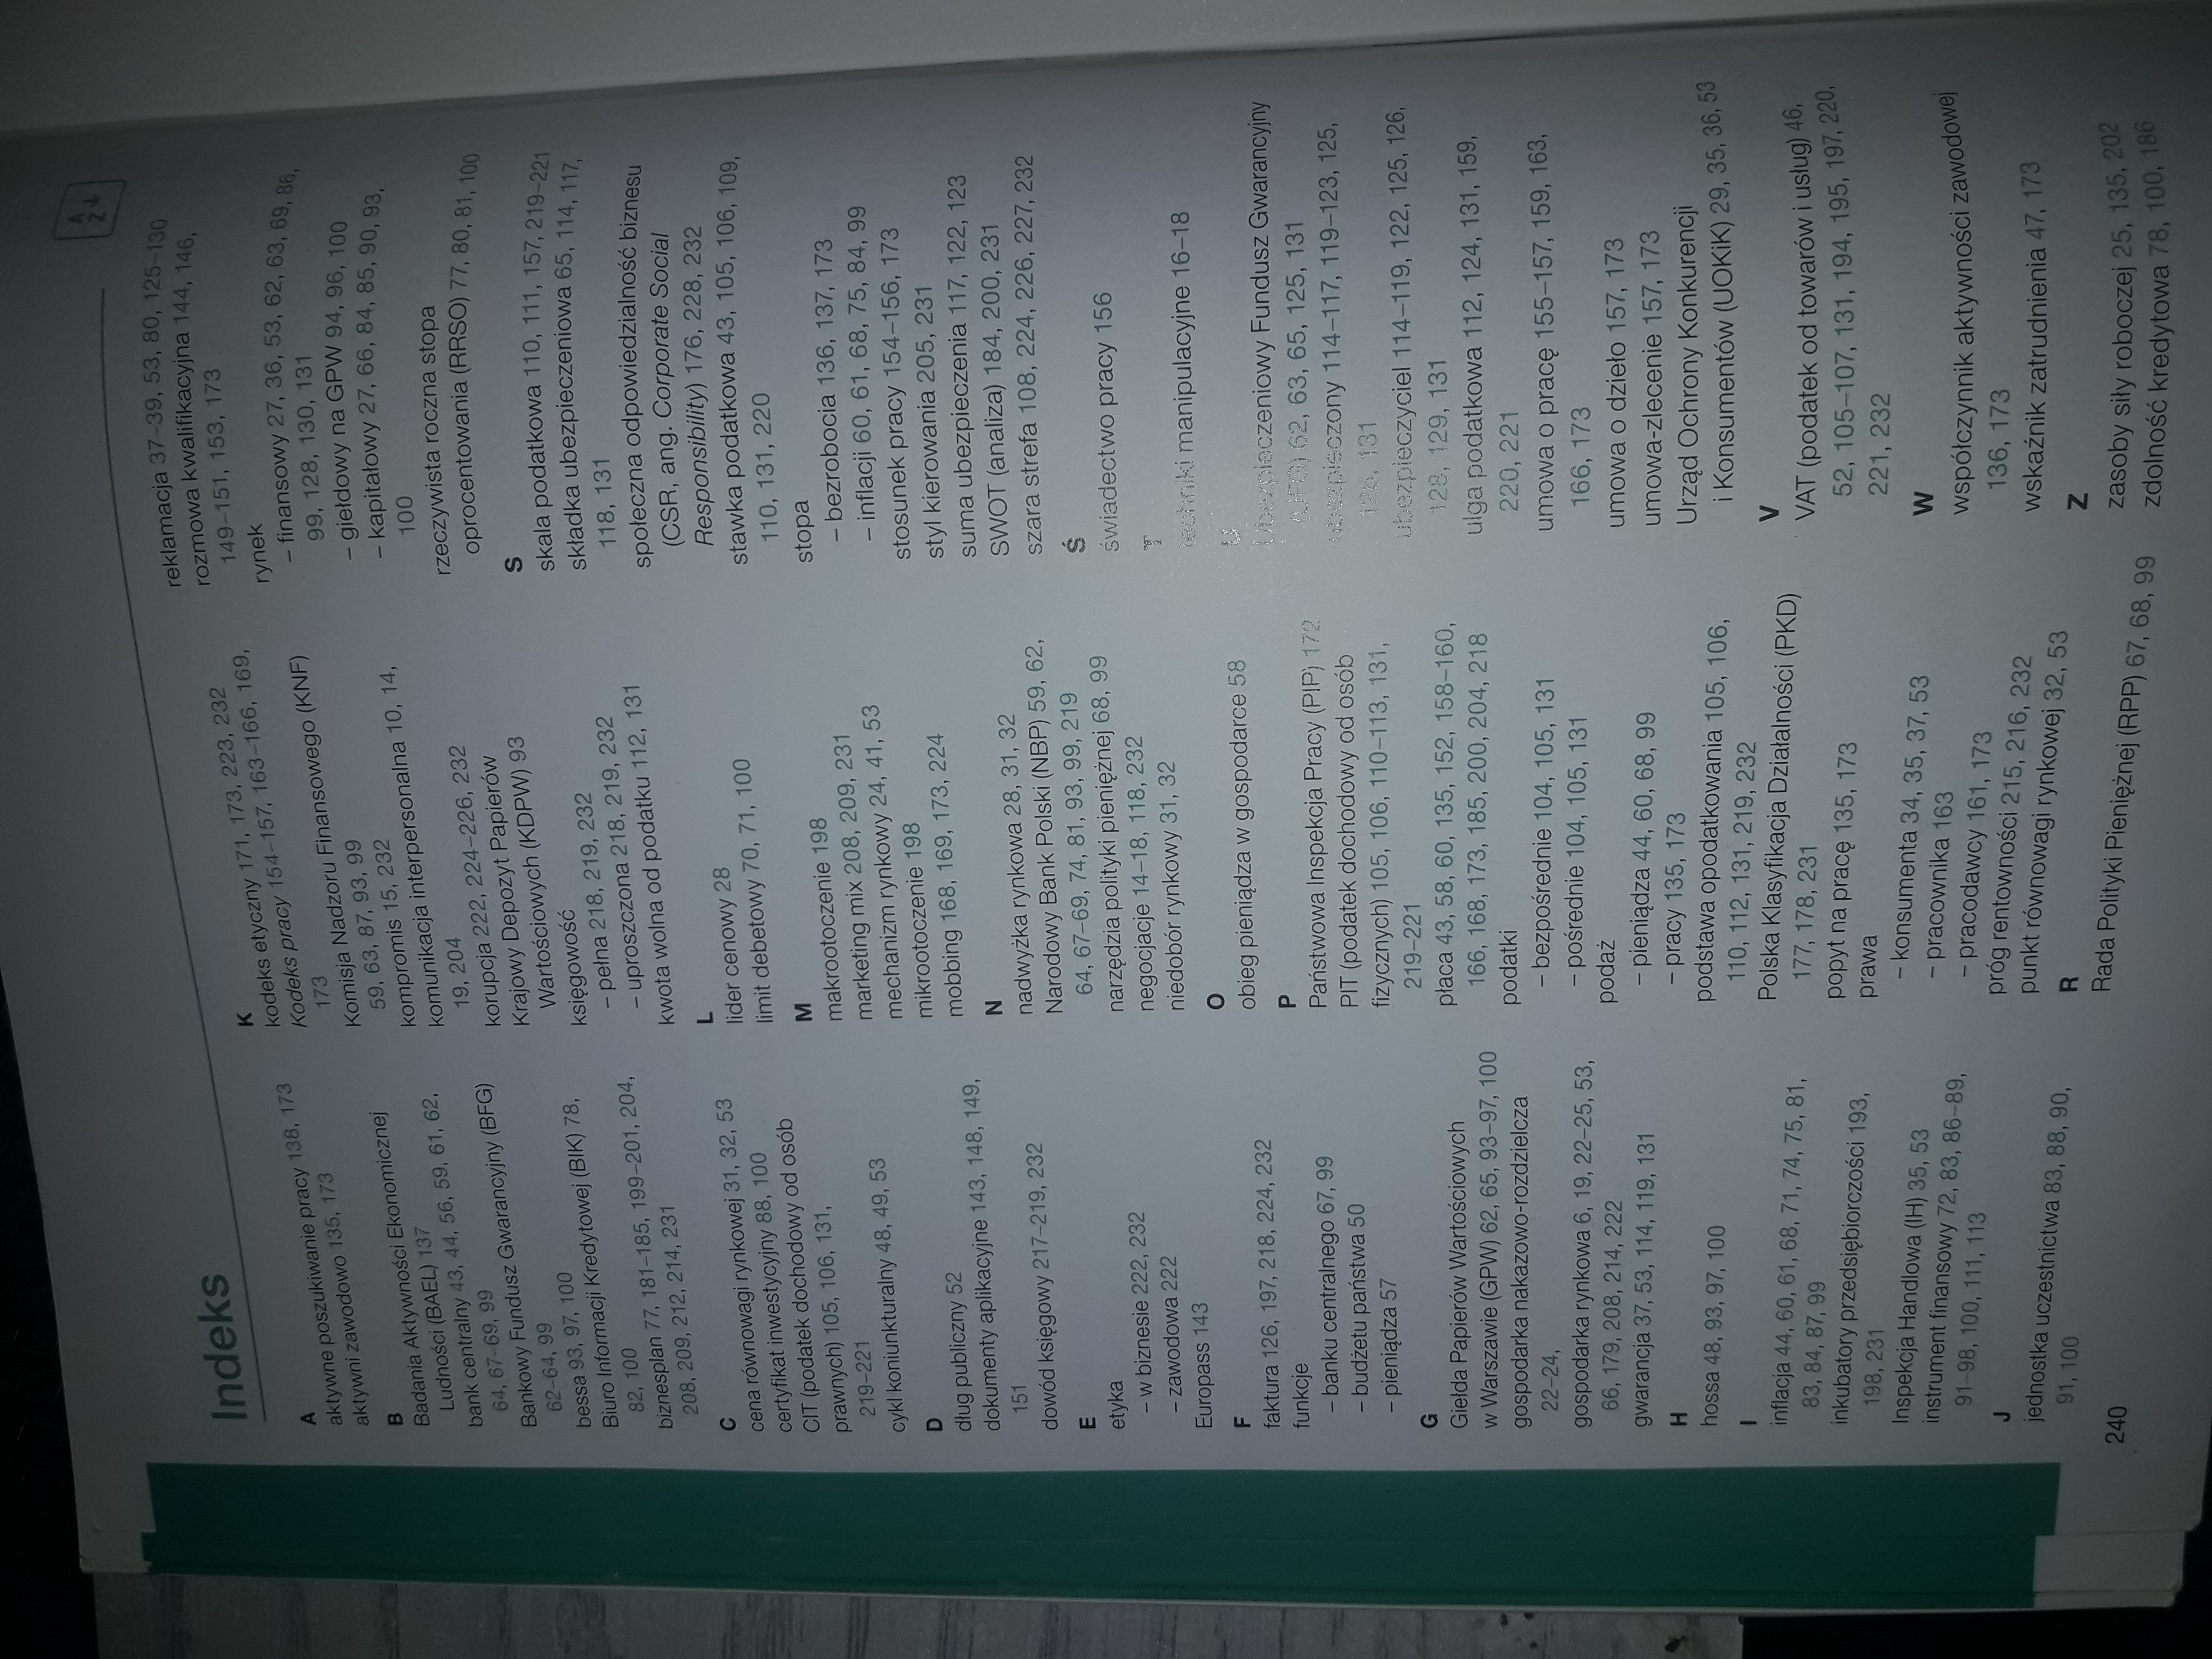 A
Z
Indeks
A
aktywne poszukiwanie pracy 138, 173
aktywni zawodowo 135, 173
B
Badania Aktywności Ekonomicznej
Ludności (BAEL) 137
bank centralny 43, 44, 56, 59, 61, 62,
64, 67-69, 99
Bankowy Fundusz Gwarancyjny (BFG)
62-64, 99
bessa 93, 97, 100
Biuro Informacji Kredytowej (BIK) 78,
82, 100
biznesplan 77, 181-185, 199-201, 204,
208, 209, 212, 214, 231
C
cena równowagi rynkowej 31, 32, 53
certyfikat inwestycyjny 88, 100
CIT (podatek dochodowy od osób
prawnych) 105, 106, 131,
219-221
cykl koniunkturalny 48, 49, 53
D
dług publiczny 52
dokumenty aplikacyjne 143, 148, 149,
151
dowód księgowy 217-219, 232
E
etyka
– w biznesie 222, 232
– zawodowa 222
Europass 143
F
faktura 126, 197, 218, 224, 232
funkcje
– banku centralnego 67, 99
– budżetu państwa 50
– pieniądza 57
G
Giełda Papierów Wartościowych
w Warszawie (GPW) 62, 65, 93-97, 100
gospodarka nakazowo-rozdzielcza
22-24,
gospodarka rynkowa 6, 19, 22-25, 53,
66, 179, 208, 214, 222
gwarancja 37, 53, 114, 119, 131
H
hossa 48, 93, 97, 100
I
inflacja 44, 60, 61, 68, 71, 74, 75, 81,
83, 84, 87, 99
inkubatory przedsiębiorczości 193,
198, 231
Inspekcja Handlowa (IH) 35, 53
instrument finansowy 72, 83, 86-89,
91-98, 100, 111, 113
J
jednostka uczestnictwa 83, 88, 90,
91, 100
240
K
kodeks etyczny 171, 173, 223, 232
Kodeks pracy 154-157, 163-166, 169,
173
Komisja Nadzoru Finansowego (KNF)
59, 63, 87, 93, 99
kompromis 15, 232
komunikacja interpersonalna 10, 14,
19, 204
korupcja 222, 224-226, 232
Krajowy Depozyt Papierów
Wartościowych (KDPW) 93
księgowość
– pełna 218, 219, 232
– uproszczona 218, 219, 232
kwota wolna od podatku 112, 131
L
lider cenowy 28
limit debetowy 70, 71, 100
M
makrootoczenie 198
marketing mix 208, 209, 231
mechanizm rynkowy 24, 41, 53
mikrootoczenie 198
mobbing 168, 169, 173, 224
N
nadwyżka rynkowa 28, 31, 32
Narodowy Bank Polski (NBP) 59, 62,
64, 67-69, 74, 81, 93, 99, 219
narzędzia polityki pieniężnej 68, 99
negocjacje 14-18, 118, 232
niedobór rynkowy 31, 32
O
obieg pieniądza w gospodarce 58
P
Państwowa Inspekcja Pracy (PIP) 172
PIT (podatek dochodowy od osób
fizycznych) 105, 106, 110-113, 131,
219-221
płaca 43, 58, 60, 135, 152, 158-160,
166, 168, 173, 185, 200, 204, 218
podatki
– bezpośrednie 104, 105, 131
– pośrednie 104, 105, 131
podaż
– pieniądza 44, 60, 68, 99
– pracy 135, 173
podstawa opodatkowania 105, 106,
110, 112, 131, 219, 232
Polska Klasyfikacja Działalności (PKD)
177, 178, 231
popyt na pracę 135, 173
prawa
– konsumenta 34, 35, 37, 53
– pracownika 163
– pracodawcy 161, 173
próg rentowności 215, 216, 232
punkt równowagi rynkowej 32, 53
R
Rada Polityki Pieniężnej (RPP) 67, 68, 99
reklamacja 37-39, 53, 80, 125-130
rozmowa kwalifikacyjna 144, 146,
149-151, 153, 173
rynek
– finansowy 27, 36, 53, 62, 63, 69, 86,
99, 128, 130, 131
– giełdowy na GPW 94, 96, 100
– kapitałowy 27, 66, 84, 85, 90, 93,
100
rzeczywista roczna stopa
oprocentowania (RRSO) 77, 80, 81, 100
S
skala podatkowa 110, 111, 157, 219-221
składka ubezpieczeniowa 65, 114, 117,
118, 131
społeczna odpowiedzialność biznesu
(CSR, ang. Corporate Social
Responsibility) 176, 228, 232
stawka podatkowa 43, 105, 106, 109,
110, 131, 220
stopa
– bezrobocia 136, 137, 173
– inflacji 60, 61, 68, 75, 84, 99
stosunek pracy 154-156, 173
styl kierowania 205, 231
suma ubezpieczenia 117, 122, 123
SWOT (analiza) 184, 200, 231
szara strefa 108, 224, 226, 227, 232
Ś
świadectwo pracy 156
T
techniki manipulacyjne 16-18
U
Ubezpieczeniowy Fundusz Gwarancyjny
(UFG) 62, 63, 65, 125, 131
ubezpieczony 114-117, 119-123, 125,
131
ubezpieczyciel 114-119, 122, 125, 126,
128, 129, 131
ulga podatkowa 112, 124, 131, 159,
220, 221
umowa o pracę 155-157, 159, 163,
166, 173
umowa o dzieło 157, 173
umowa-zlecenie 157, 173
Urząd Ochrony Konkurencji
i Konsumentów (UOKiK) 29, 35, 36, 53
V
VAT (podatek od towarów i usług) 46,
52, 105-107, 131, 194, 195, 197, 220,
221, 232
W
współczynnik aktywności zawodowej
136, 173
wskaźnik zatrudnienia 47, 173
Z
zasoby siły roboczej 25, 135, 202
zdolność kredytowa 78, 100, 186